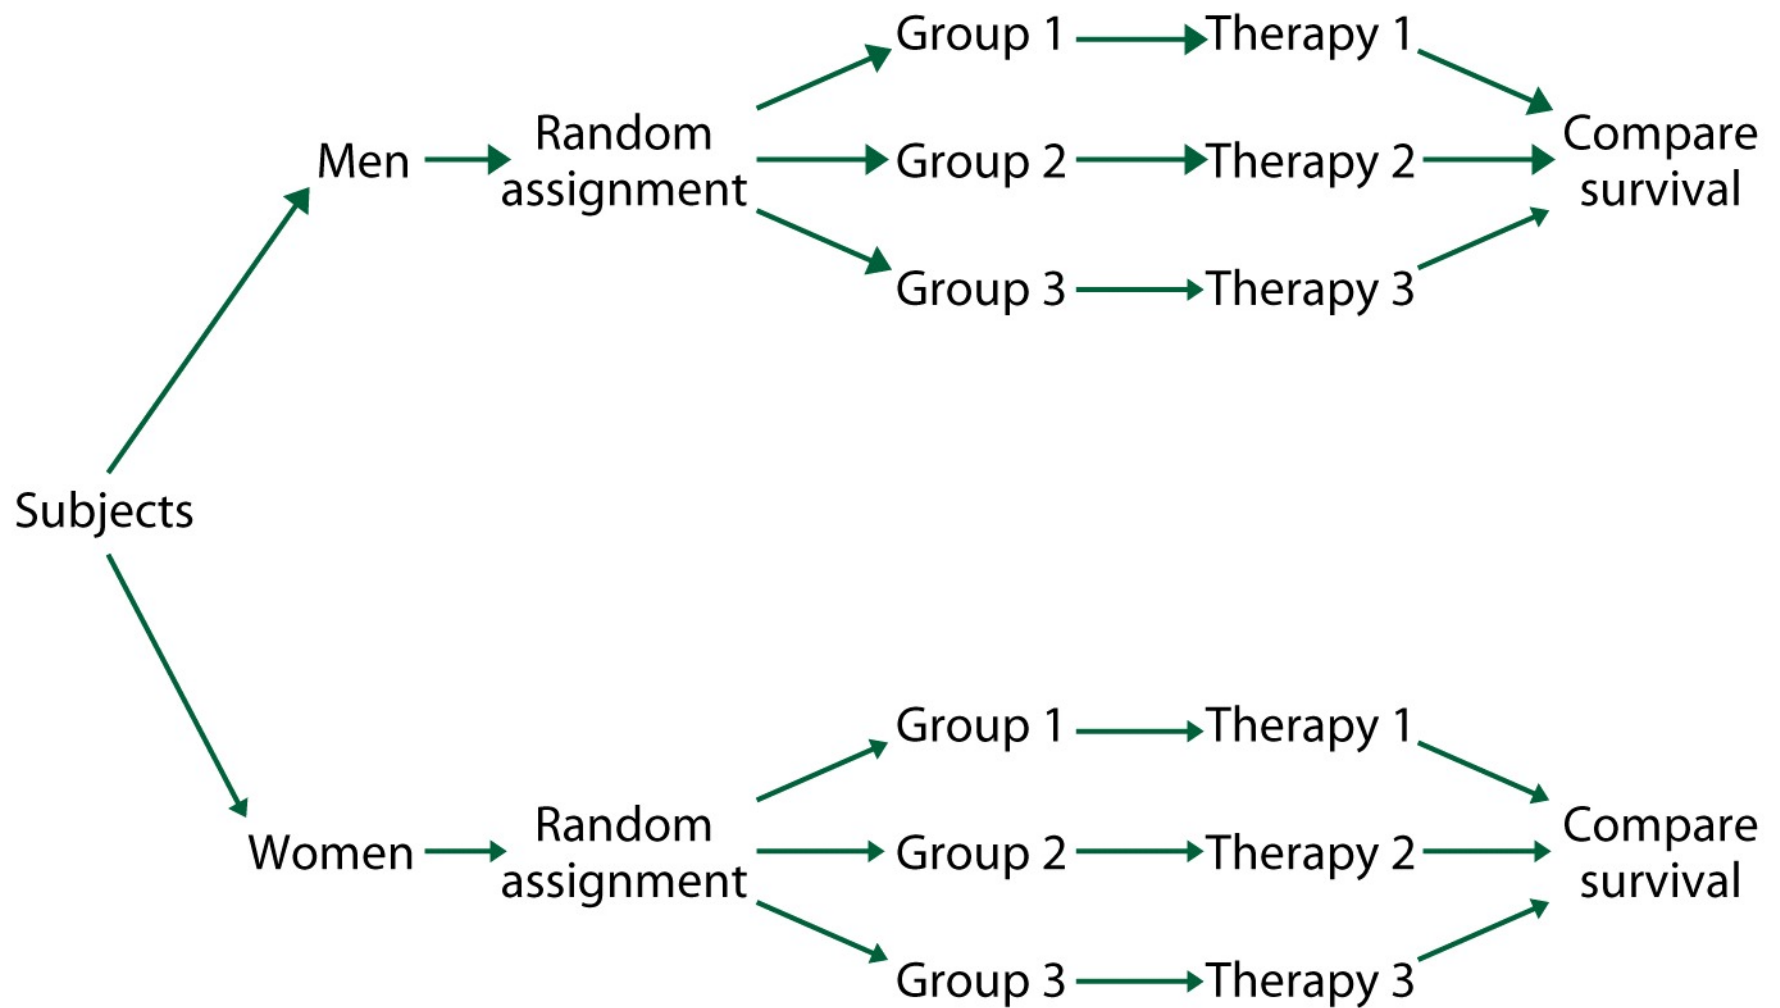 Group 1
Therapy 1
Men
Random
assignment
Group 2
Therapy 2
Compare
survival
Group 3
Therapy 3
Subjects
Group 1
Therapy 1
Women
Random
assignment
Group 2
Therapy 2
Compare
survival
Group 3
Therapy 3